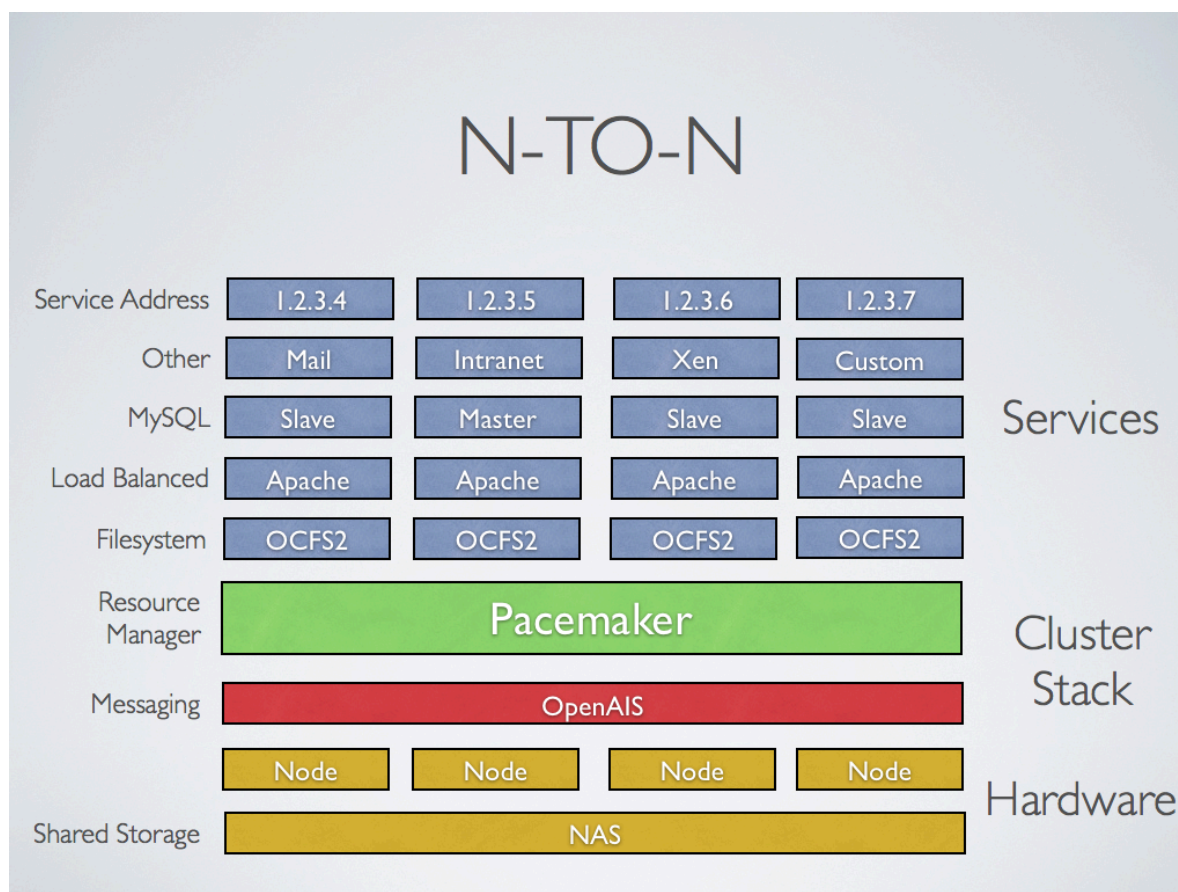 N-TO-N
Service Address 1.2.3.4 1.2.3.5 1.2.3.6 1.2.3.7
Other Mail Intranet Xen Custom
MySQL Slave Master Slave Slave
Services
Load Balanced Apache Apache Apache Apache
Filesystem OCFS2 OCFS2 OCFS2 OCFS2
Resource
Manager
Pacemaker
Cluster
Stack
Messaging OpenAIS
Node Node Node Node
Hardware
Shared Storage NAS